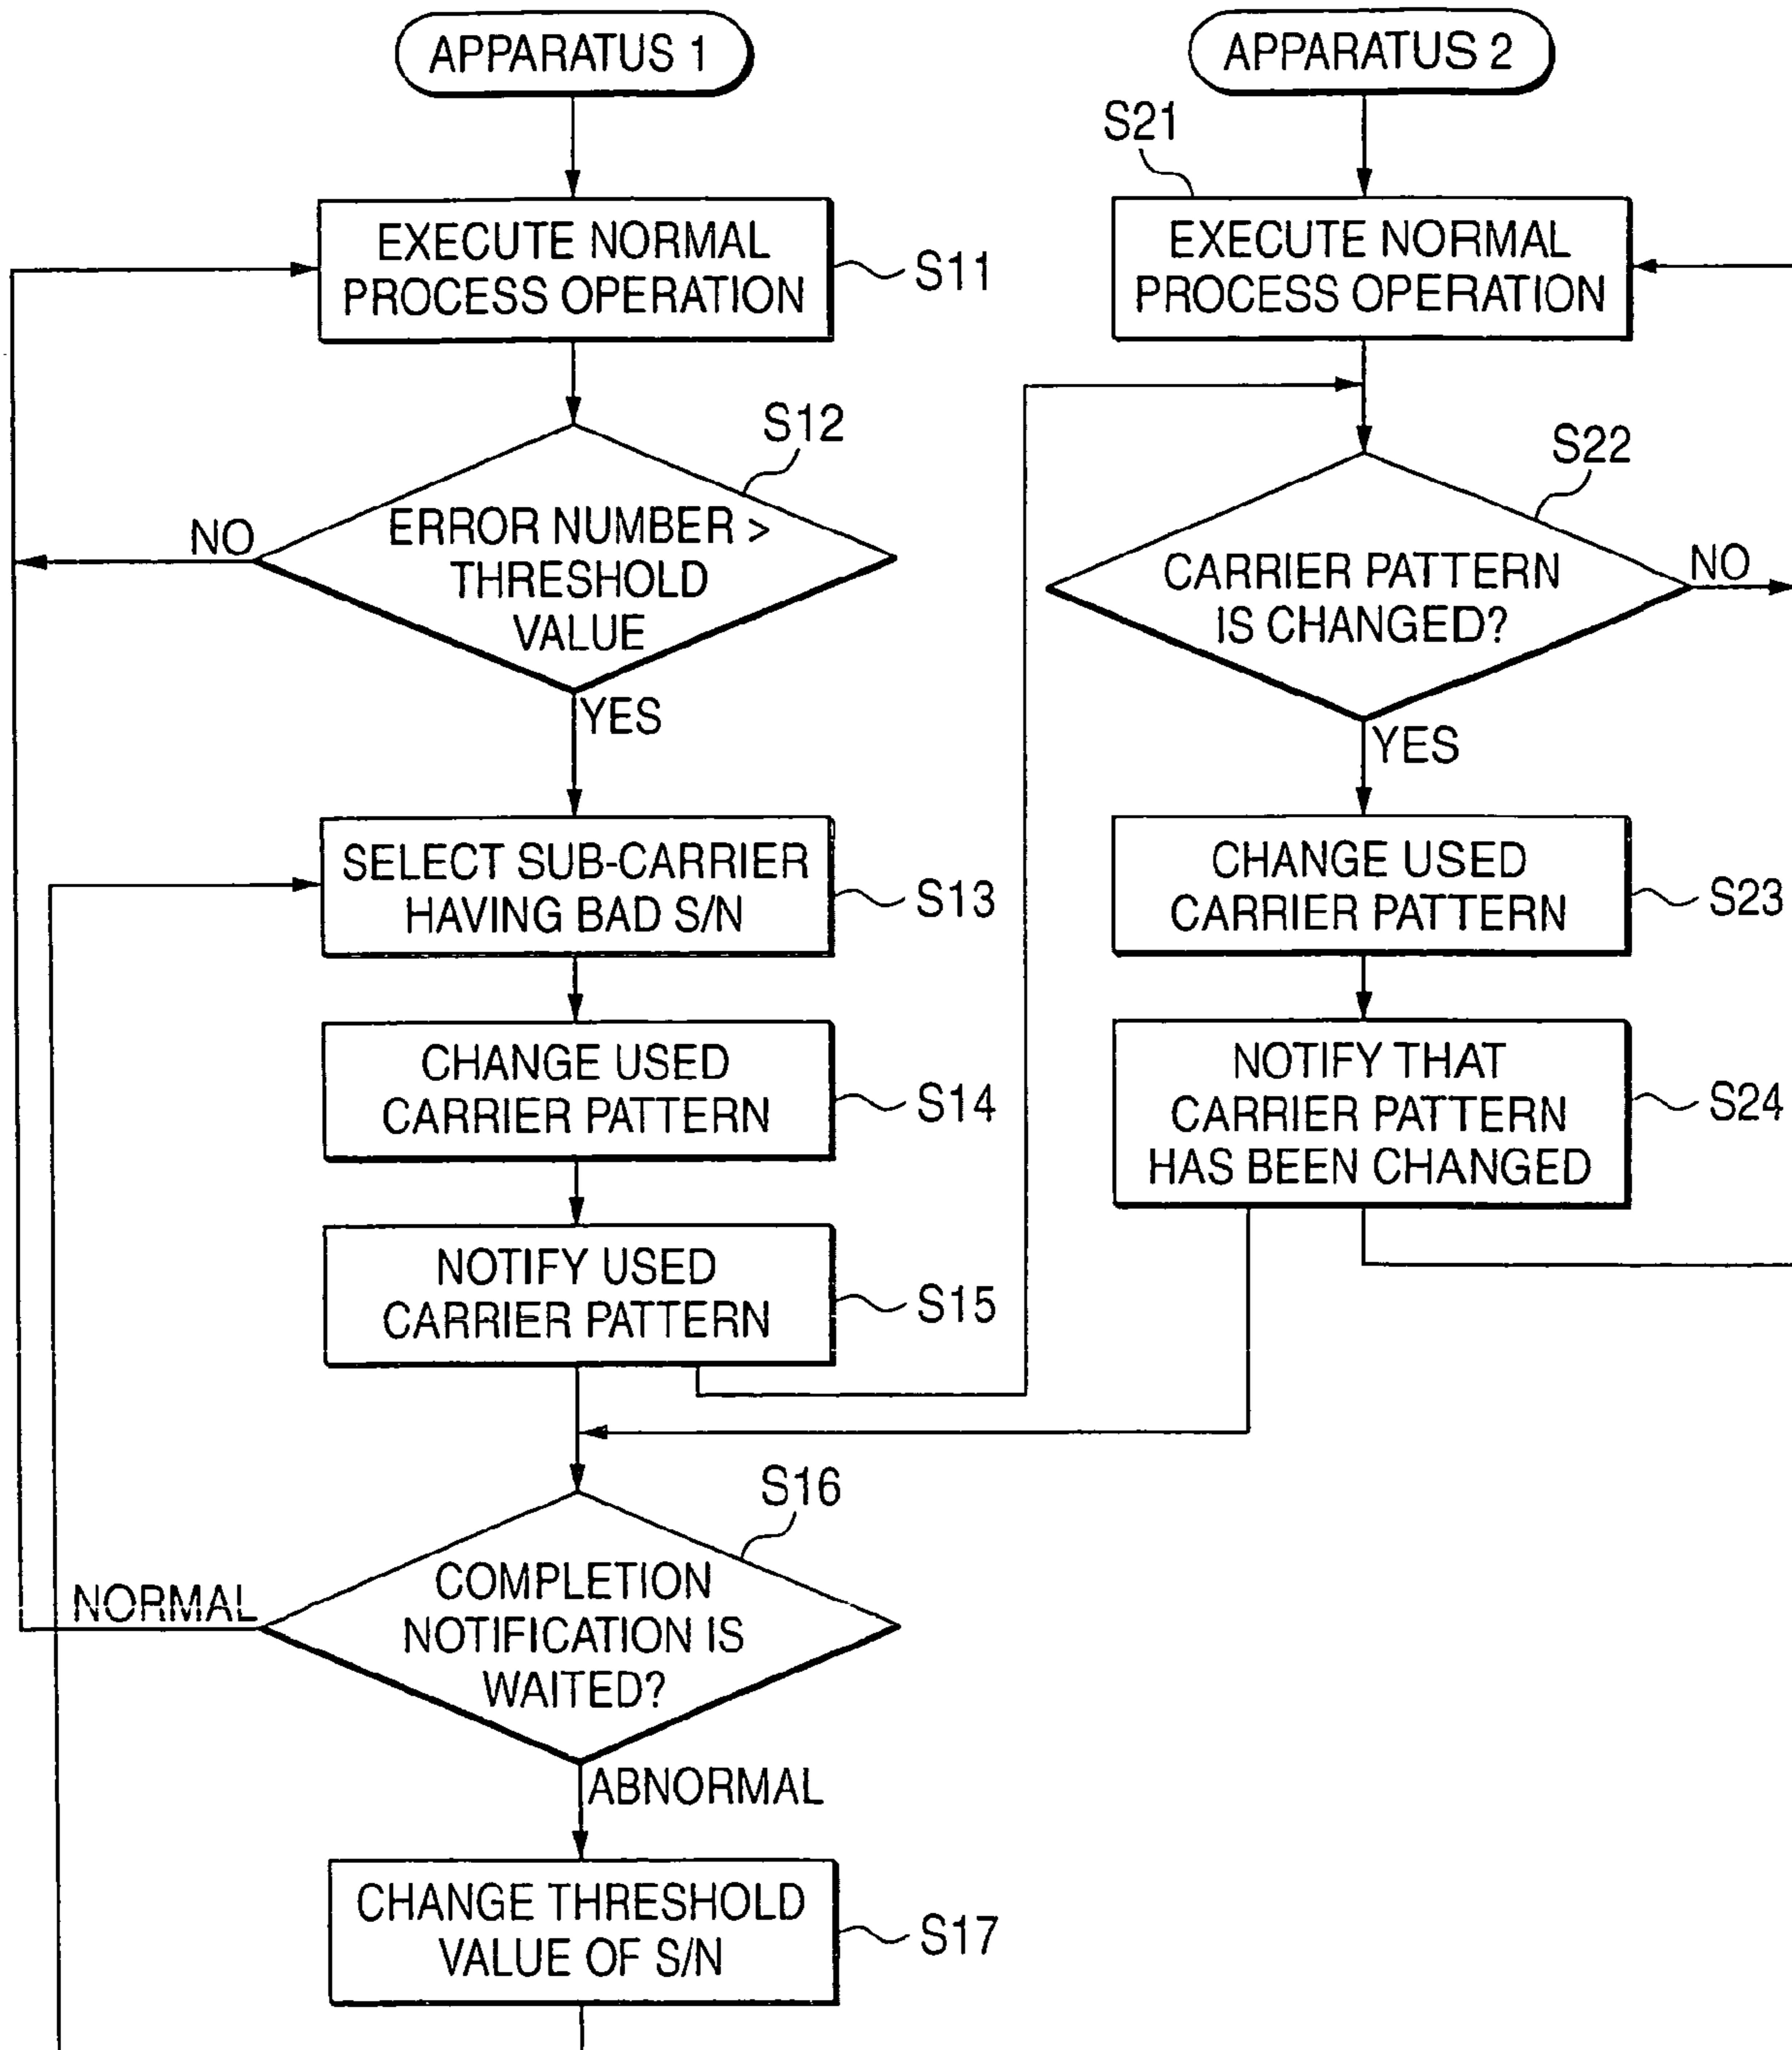 APPARATUS 1
EXECUTE NORMAL
PROCESS OPERATION
S11
S12
ERROR NUMBER >
THRESHOLD
VALUE
NO
YES
SELECT SUB-CARRIER
HAVING BAD S/N
S13
CHANGE USED
CARRIER PATTERN
S14
NOTIFY USED
CARRIER PATTERN
S15
S16
COMPLETION
NOTIFICATION IS
WAITED?
NORMAL
ABNORMAL
CHANGE THRESHOLD
VALUE OF S/N
S17
APPARATUS 2
S21
EXECUTE NORMAL
PROCESS OPERATION
S22
CARRIER PATTERN
IS CHANGED?
NO
YES
CHANGE USED
CARRIER PATTERN
S23
NOTIFY THAT
CARRIER PATTERN
HAS BEEN CHANGED
S24